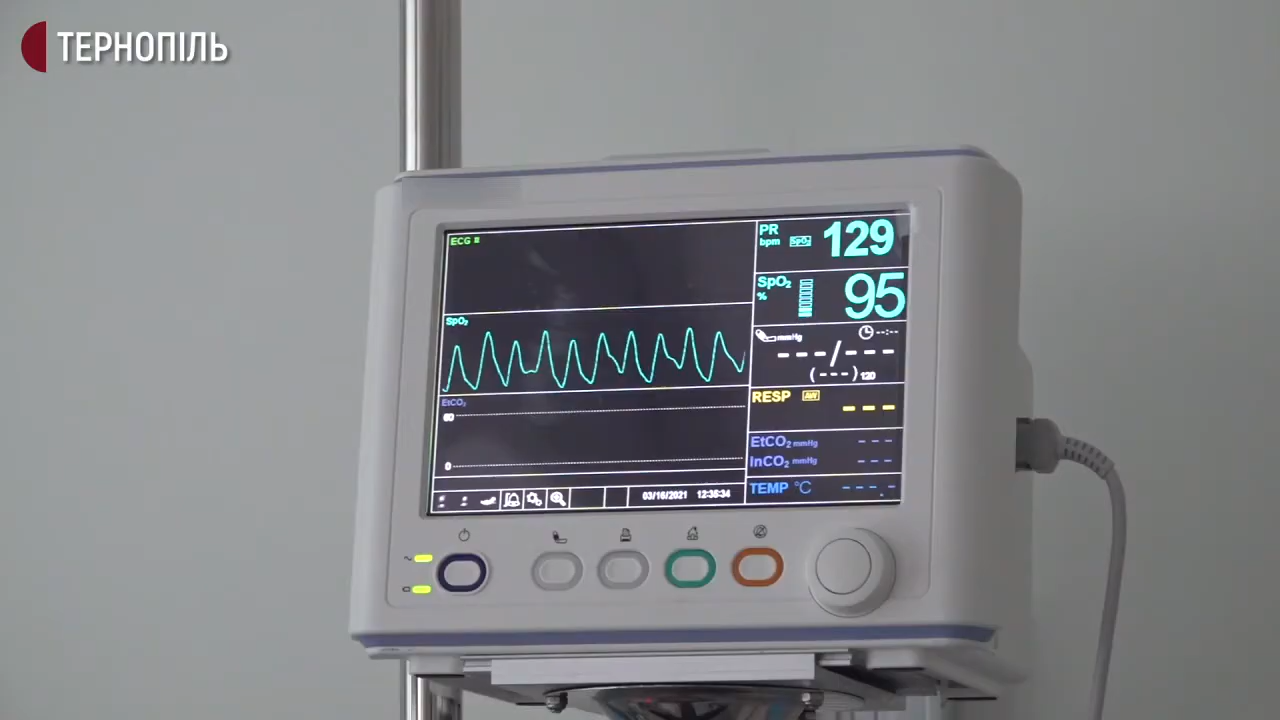 ТЕРНОПІЛЬ
ECG II
PR
bpm
SpO₂
129
SpO₂
%
95
SpO₂
mmHg
--:--
---/---
(---) 120
EtCO₂
60
0
RESP AW
---
EtCO₂ mmHg ---
InCO₂ mmHg ---
TEMP °C ---.-
03/16/2021 12:36:34